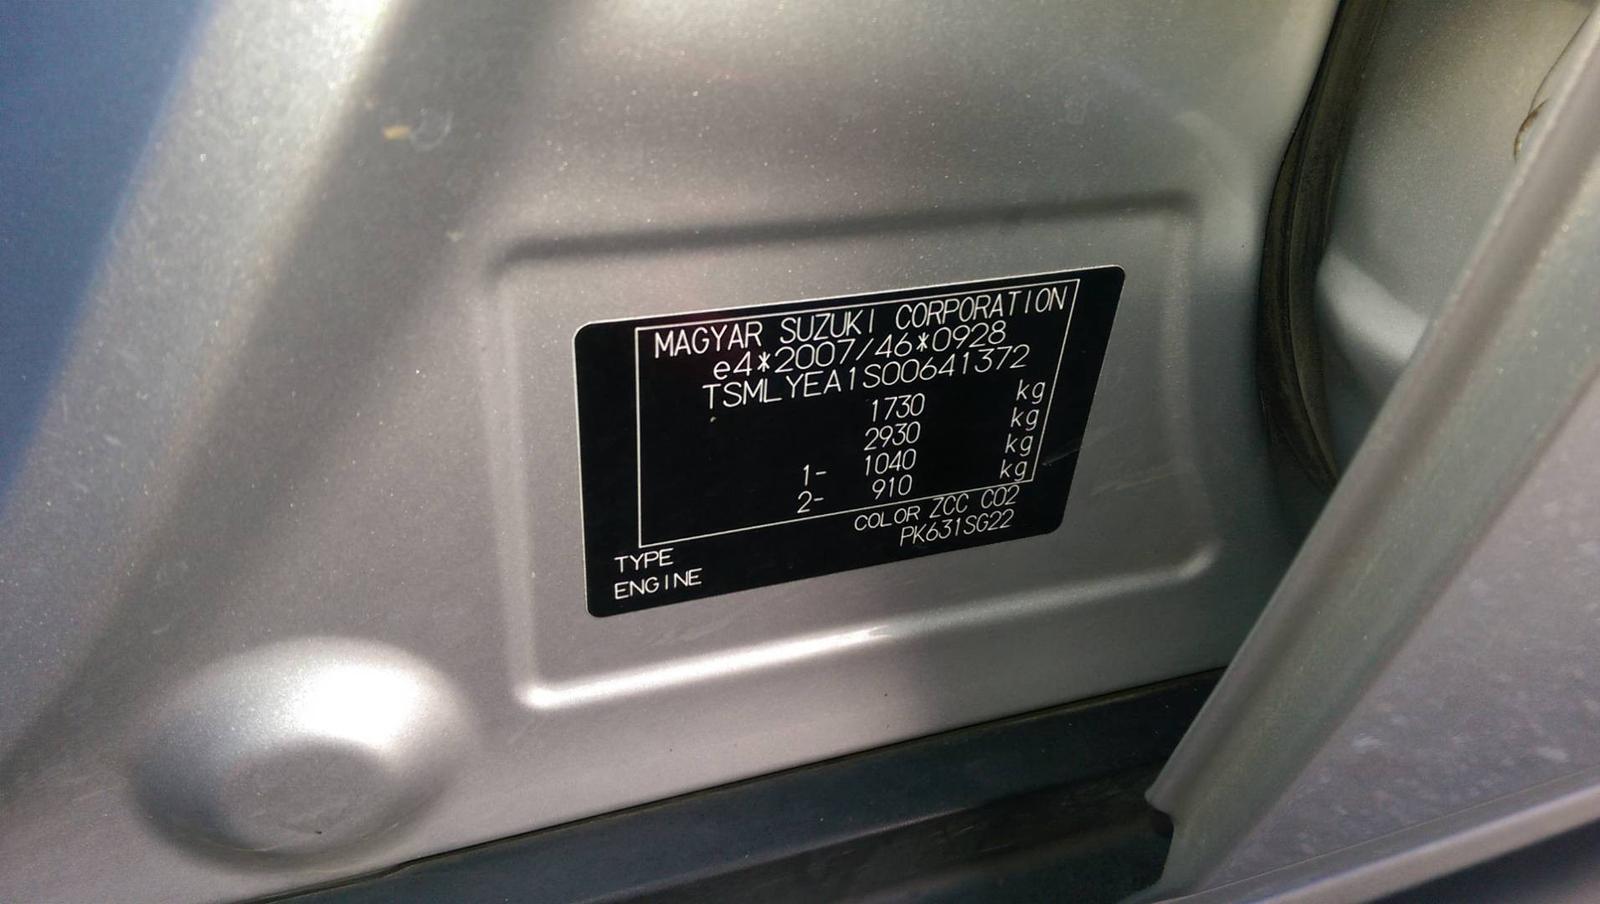 MAGYAR SUZUKI CORPORATION
e4*2007/46*0928
TSMLYEA1S00641372
1730 kg
2930 kg
1- 1040 kg
2- 910 kg
TYPE COLOR ZCC C02
ENGINE PK631SG22